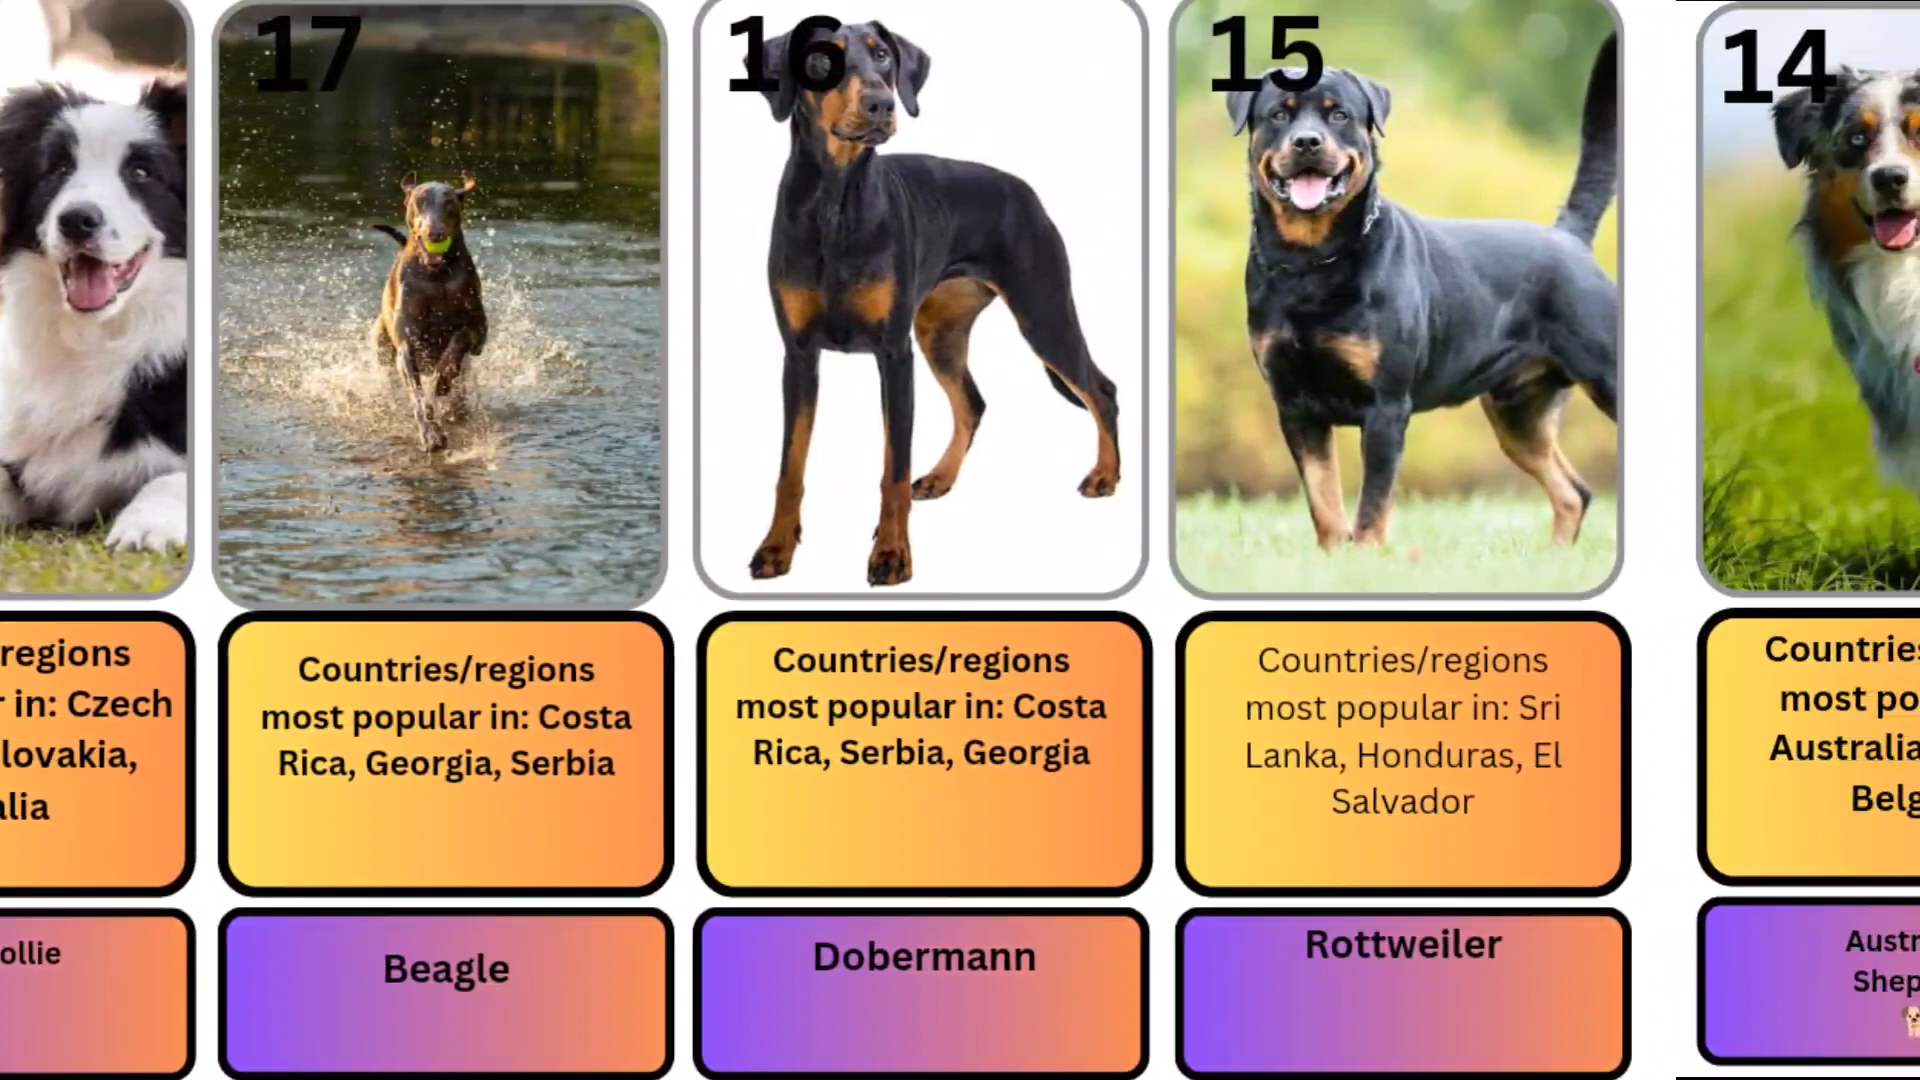 17
16
15
14
regions
in: Czech
lovakia,
alia
Countries/regions
most popular in: Costa
Rica, Georgia, Serbia
Countries/regions
most popular in: Costa
Rica, Serbia, Georgia
Countries/regions
most popular in: Sri
Lanka, Honduras, El
Salvador
Countries
most po
Australia
Belg
ollie
Beagle
Dobermann
Rottweiler
Austr
Shep